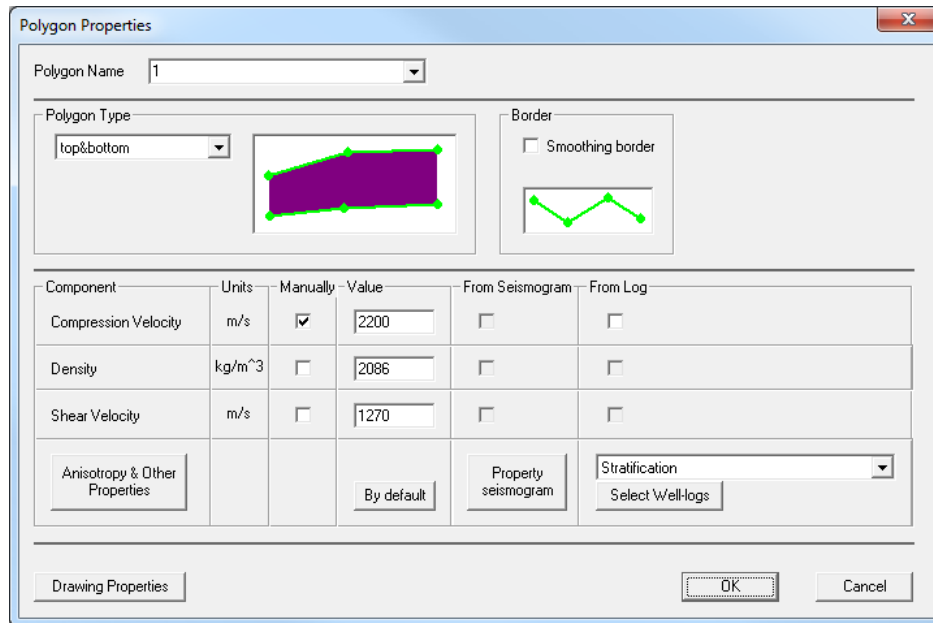 Polygon Properties
Polygon Name 1
Polygon Type
top&bottom
Border
Smoothing border
Component Units Manually Value From Seismogram From Log
Compression Velocity m/s 2200
Density kg/m^3 2086
Shear Velocity m/s 1270
Anisotropy & Other
Properties
By default
Property
seismogram
Stratification
Select Well-logs
Drawing Properties OK Cancel